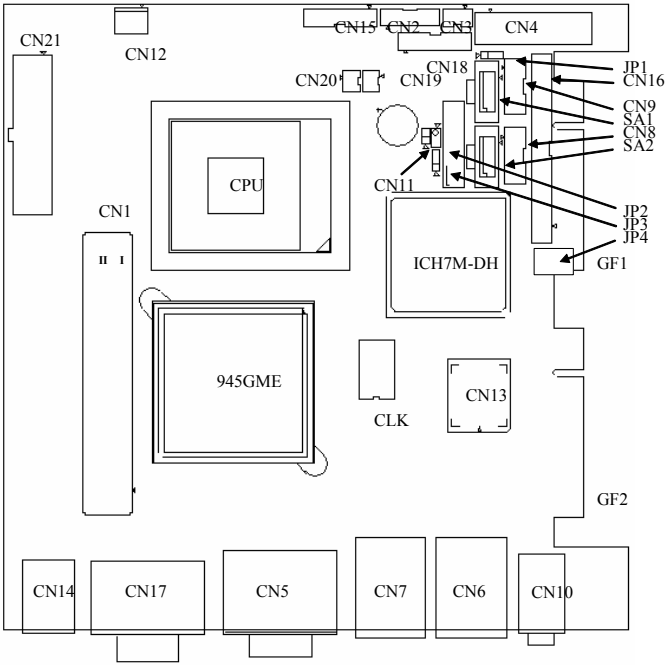 CN15
CN2
CN3
CN4
CN21
CN12
CN18
JP1
CN16
CN20
CN19
CN9
SA1
CN8
SA2
CPU
CN11
CN1
JP2
JP3
JP4
II I
ICH7M-DH
GF1
945GME
CN13
CLK
GF2
CN14
CN17
CN5
CN7
CN6
CN10